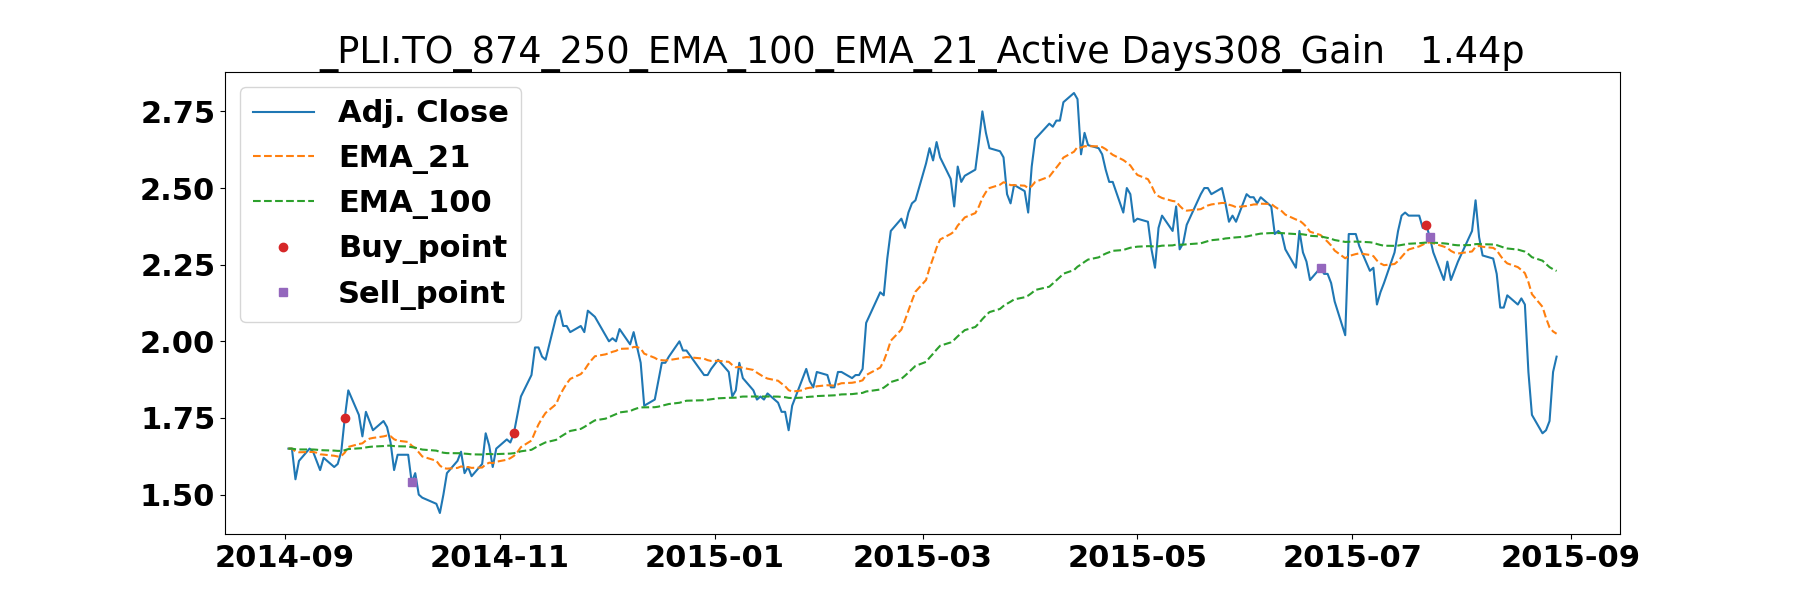 _PLI.TO_874_250_EMA_100_EMA_21_Active Days308_Gain   1.44p
Adj. Close
EMA_21
EMA_100
Buy_point
Sell_point
2.75
2.50
2.25
2.00
1.75
1.50
2014-09
2014-11
2015-01
2015-03
2015-05
2015-07
2015-09